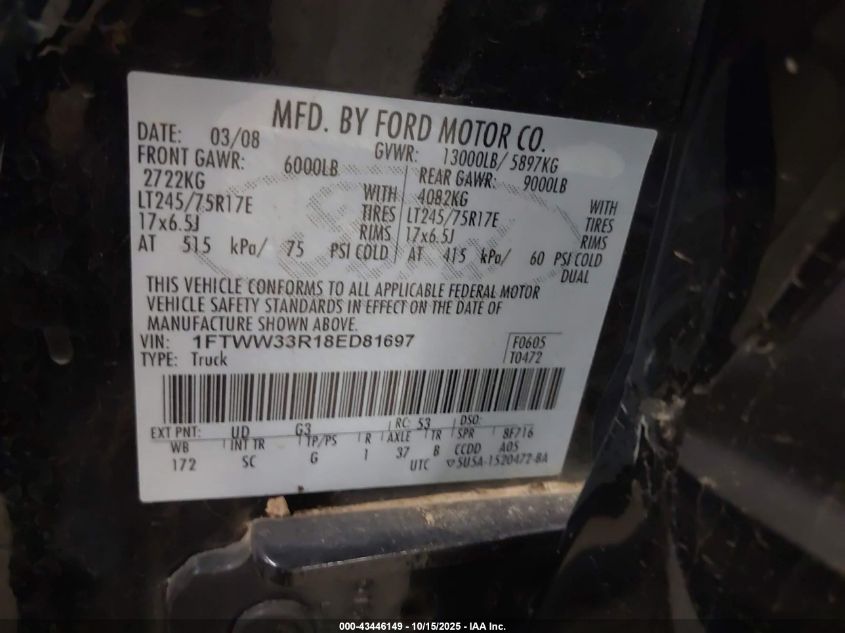 MFD. BY FORD MOTOR CO.
DATE: 03/08 GVWR: 13000LB/ 5897KG
FRONT GAWR: 6000LB REAR GAWR: 9000LB
2722KG WITH 4082KG WITH
LT245/75R17E TIRES LT245/75R17E TIRES
17x6.5J RIMS 17x6.5J RIMS
AT 515 kPa/ 75 PSI COLD AT 415 kPa/ 60 PSI COLD
DUAL
THIS VEHICLE CONFORMS TO ALL APPLICABLE FEDERAL MOTOR
VEHICLE SAFETY STANDARDS IN EFFECT ON THE DATE OF
MANUFACTURE SHOWN ABOVE.
VIN: 1FTWW33R18ED81697 F0605
TYPE: Truck T0472
EXT PNT: UD G3 RC: 53 DSO:
WB INT TR TP/PS R AXLE TR SPR 8F716
172 SC G 1 37 B CCDD A05
UTC ▽5U5A-1520472-BA
000-43446149 - 10/15/2025 - IAA Inc.